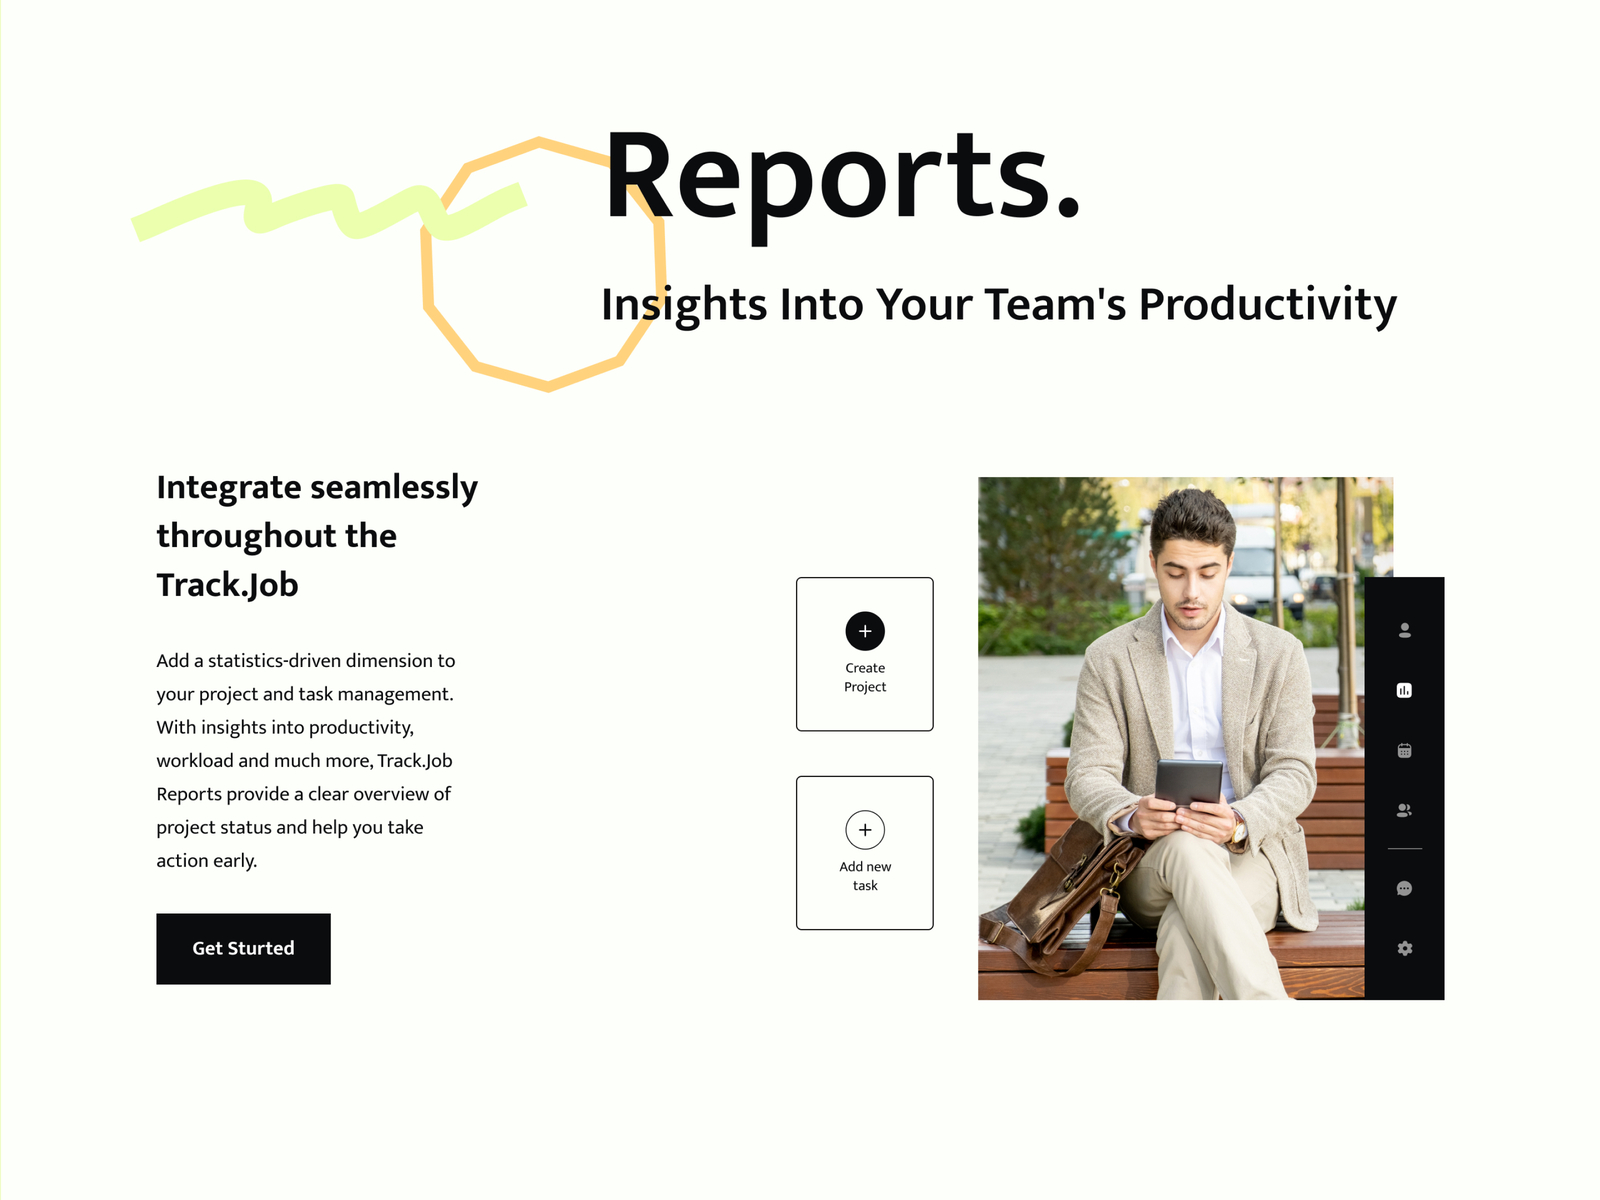 Reports.
Insights Into Your Team's Productivity
Integrate seamlessly
throughout the
Track.Job
Add a statistics-driven dimension to
your project and task management.
With insights into productivity,
workload and much more, Track.Job
Reports provide a clear overview of
project status and help you take
action early.
Get Sturted
Create
Project
Add new
task